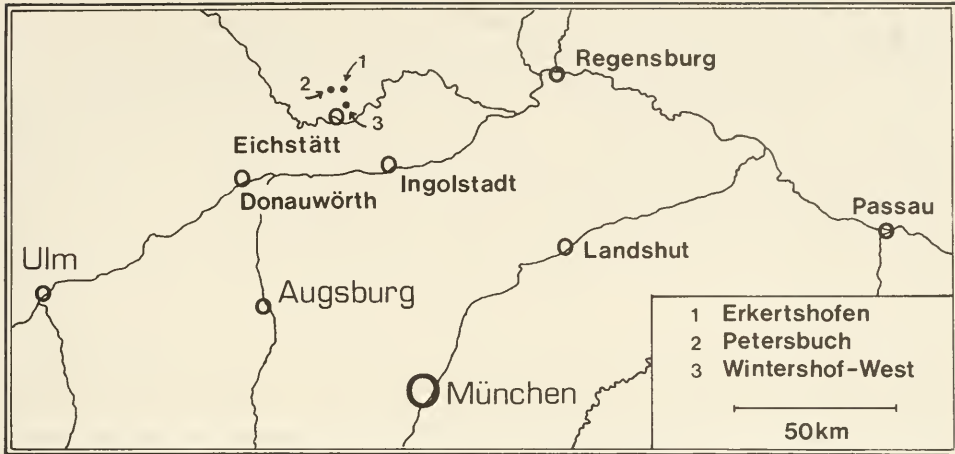 Regensburg
1
2
3
Eichstätt
Ingolstadt
Donauwörth
Passau
Landshut
Ulm
Augsburg
München
1 Erkertshofen
2 Petersbuch
3 Wintershof-West
50km